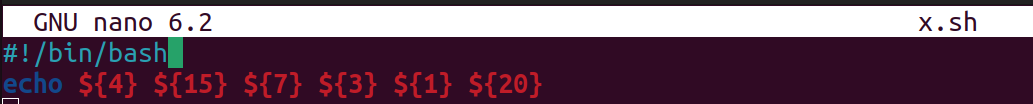 GNU nano 6.2 x.sh
#!/bin/bash
echo ${4} ${15} ${7} ${3} ${1} ${20}